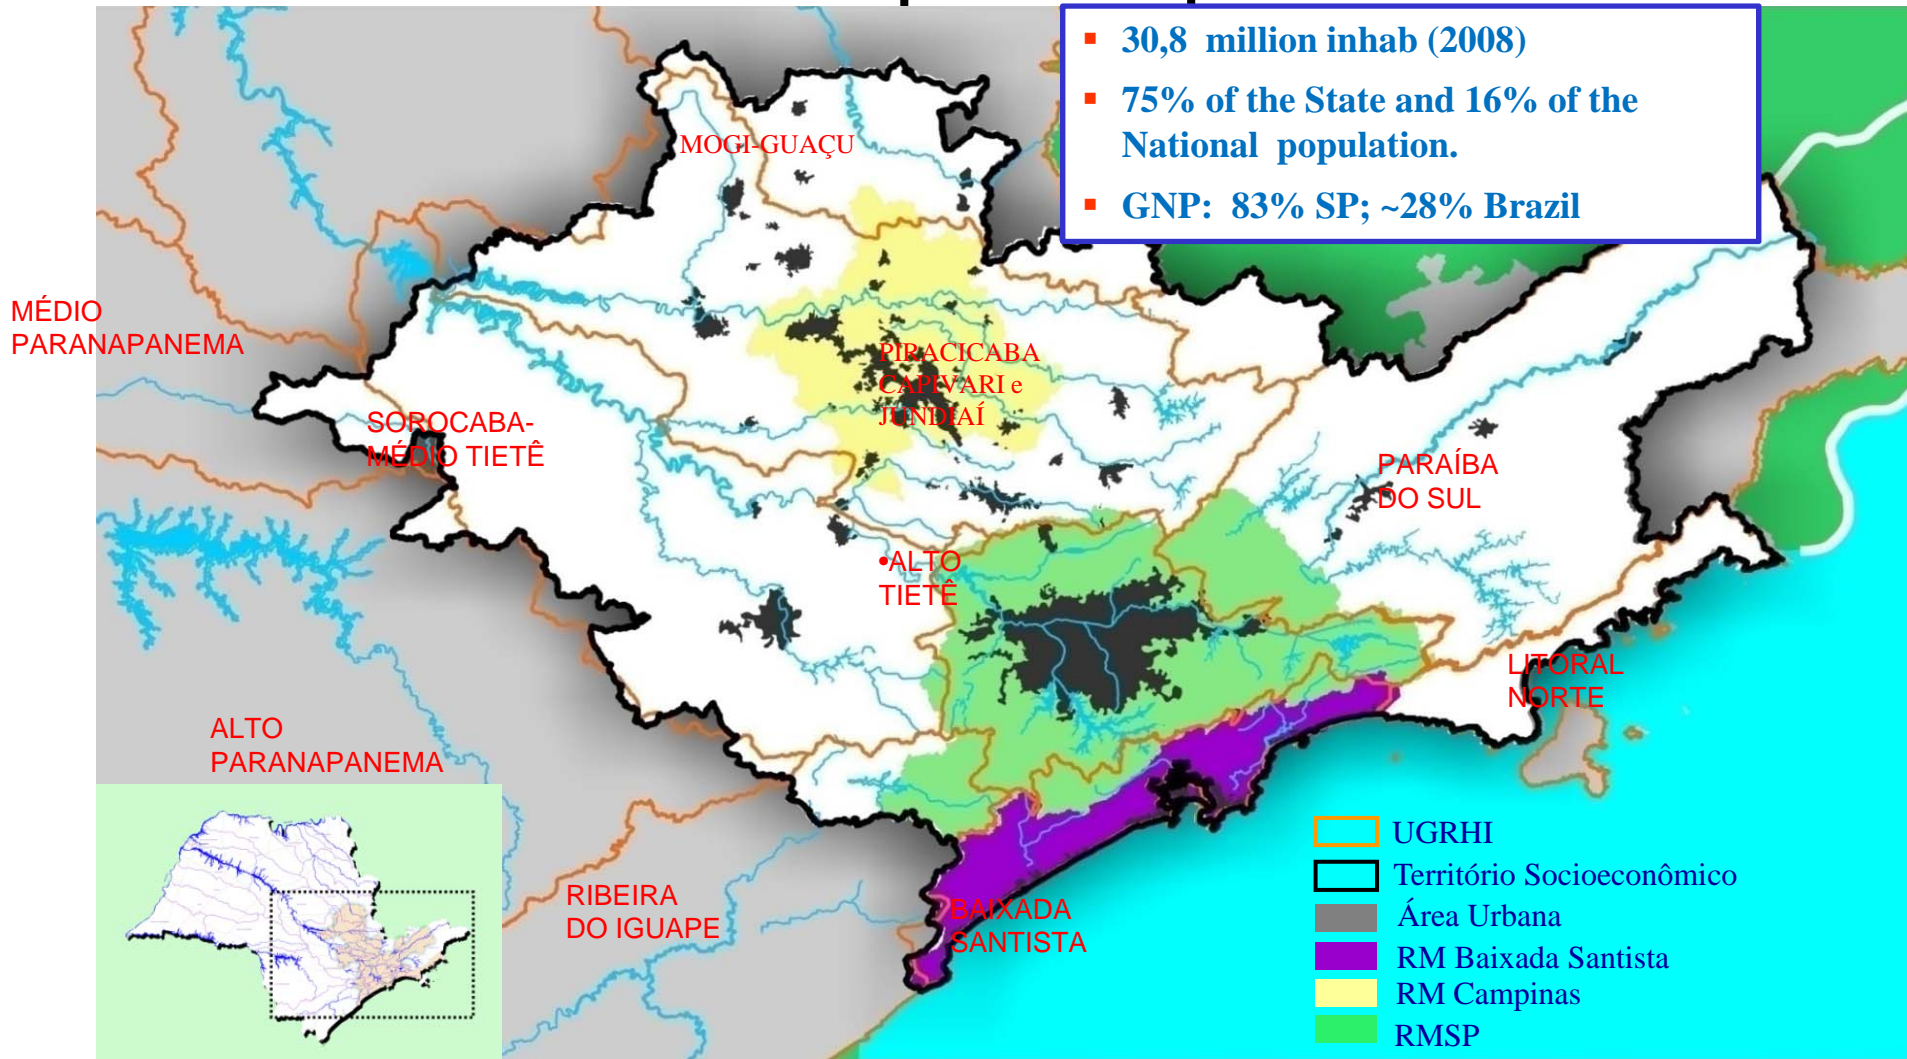 ▪ 30,8 million inhab (2008)
▪ 75% of the State and 16% of the
National population.
▪ GNP: 83% SP; ~28% Brazil
MOGI-GUAÇU
MÉDIO
PARANAPANEMA
PIRACICABA
CAPIVARI e
JUNDIAÍ
SOROCABA-
MÉDIO TIETÊ
PARAÍBA
DO SUL
•ALTO
TIETÊ
LITORAL
NORTE
ALTO
PARANAPANEMA
RIBEIRA
DO IGUAPE
BAIXADA
SANTISTA
UGRHI
Território Socioeconômico
Área Urbana
RM Baixada Santista
RM Campinas
RMSP